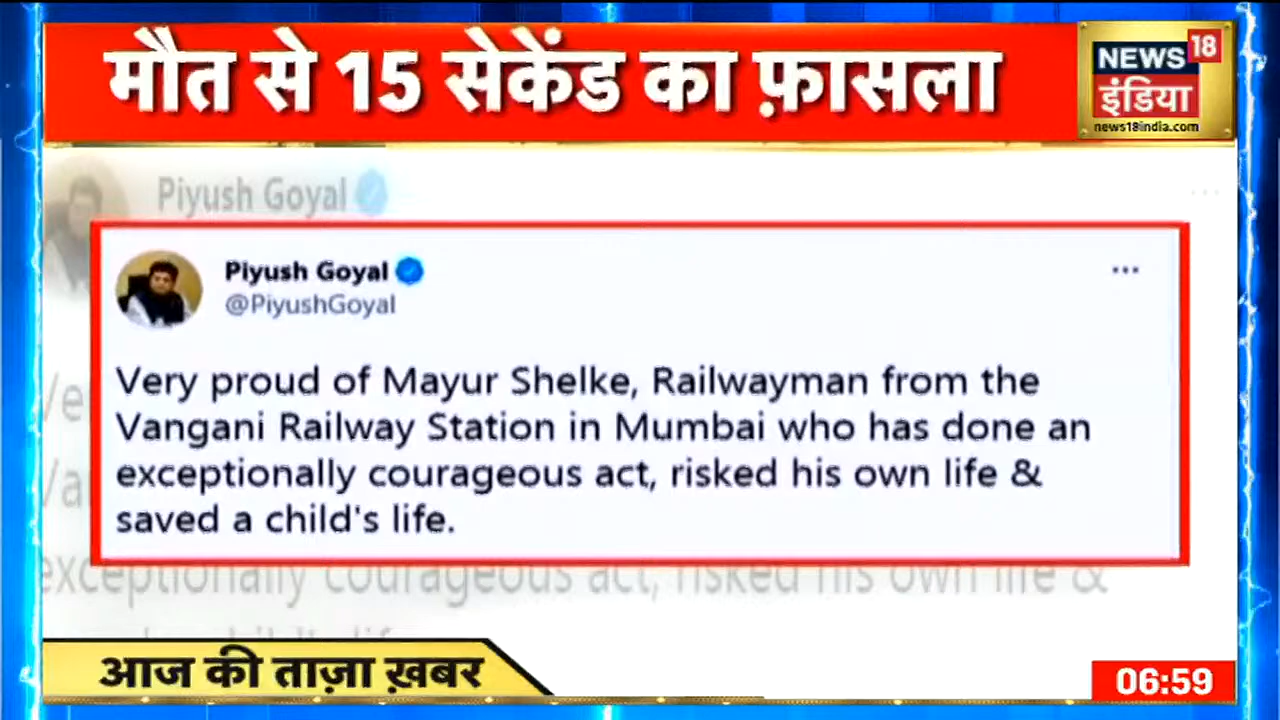 मौत से 15 सेकेंड का फ़ासला
NEWS 18
इंडिया
news18india.com
Piyush Goyal
Piyush Goyal
@PiyushGoyal
Very proud of Mayur Shelke, Railwayman from the
Vangani Railway Station in Mumbai who has done an
exceptionally courageous act, risked his own life &
saved a child's life.
exceptionally courageous act, risked his own life &
आज की ताज़ा ख़बर
06:59